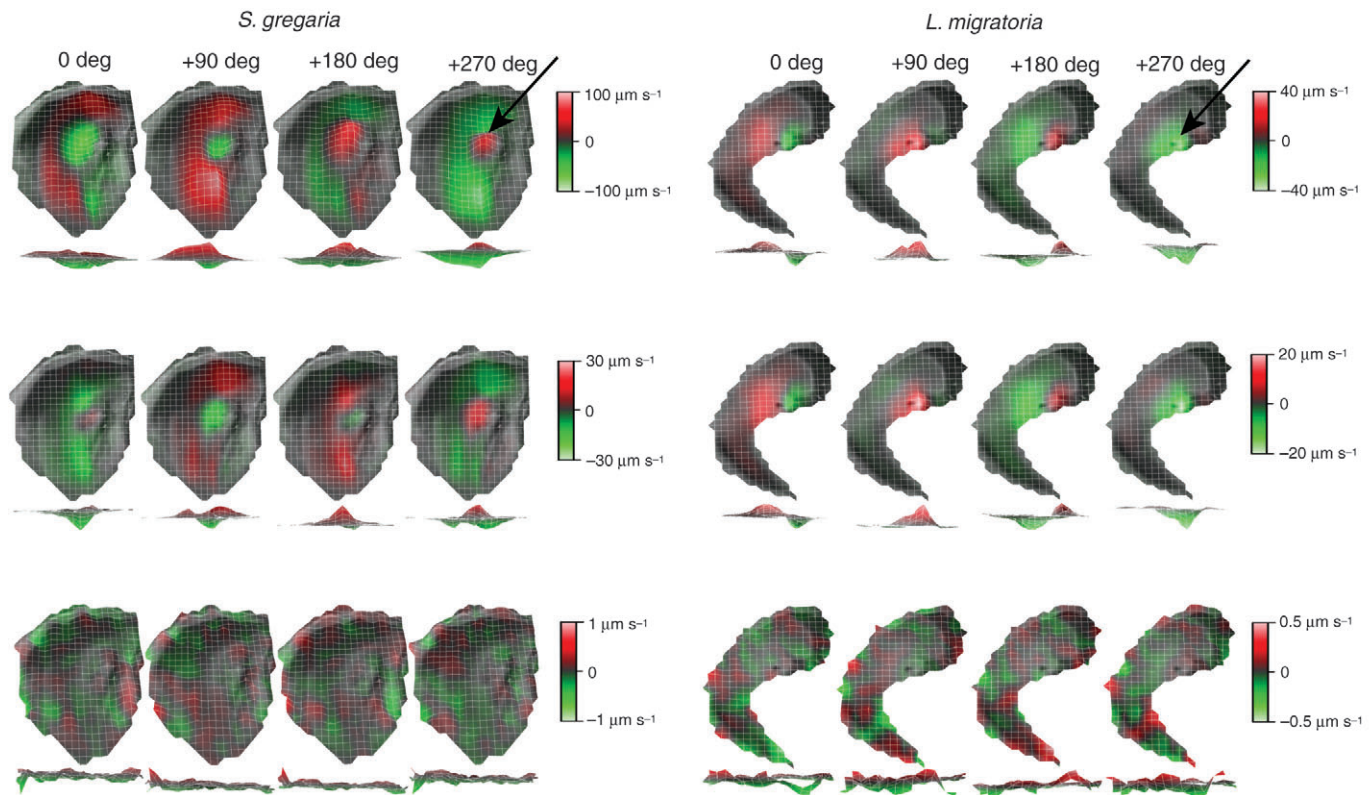 S. gregaria L. migratoria
0 deg +90 deg +180 deg +270 deg 0 deg +90 deg +180 deg +270 deg
100 μm s⁻¹ 40 μm s⁻¹
0 0
–100 μm s⁻¹ –40 μm s⁻¹
30 μm s⁻¹ 20 μm s⁻¹
0 0
–30 μm s⁻¹ –20 μm s⁻¹
1 μm s⁻¹ 0.5 μm s⁻¹
0 0
–1 μm s⁻¹ –0.5 μm s⁻¹